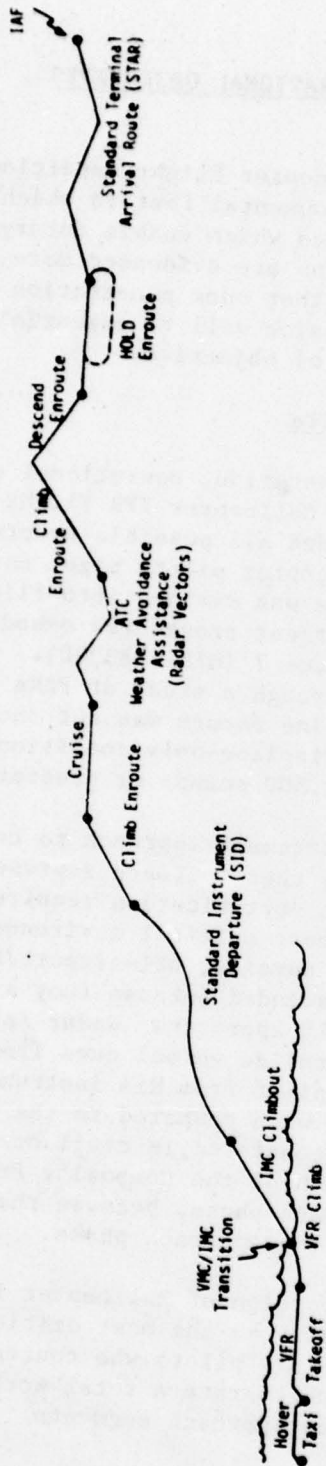 Taxi
Hover
Takeoff
VFR
VFR Climb
VMC/IMC
Transition
IMC Climbout
Standard Instrument
Departure (SID)
Climb Enroute
Cruise
ATC
Weather Avoidance
Assistance
(Radar Vectors)
Climb
Enroute
Descend
Enroute
HOLD
Enroute
Standard Terminal
Arrival Route (STAR)
IAF